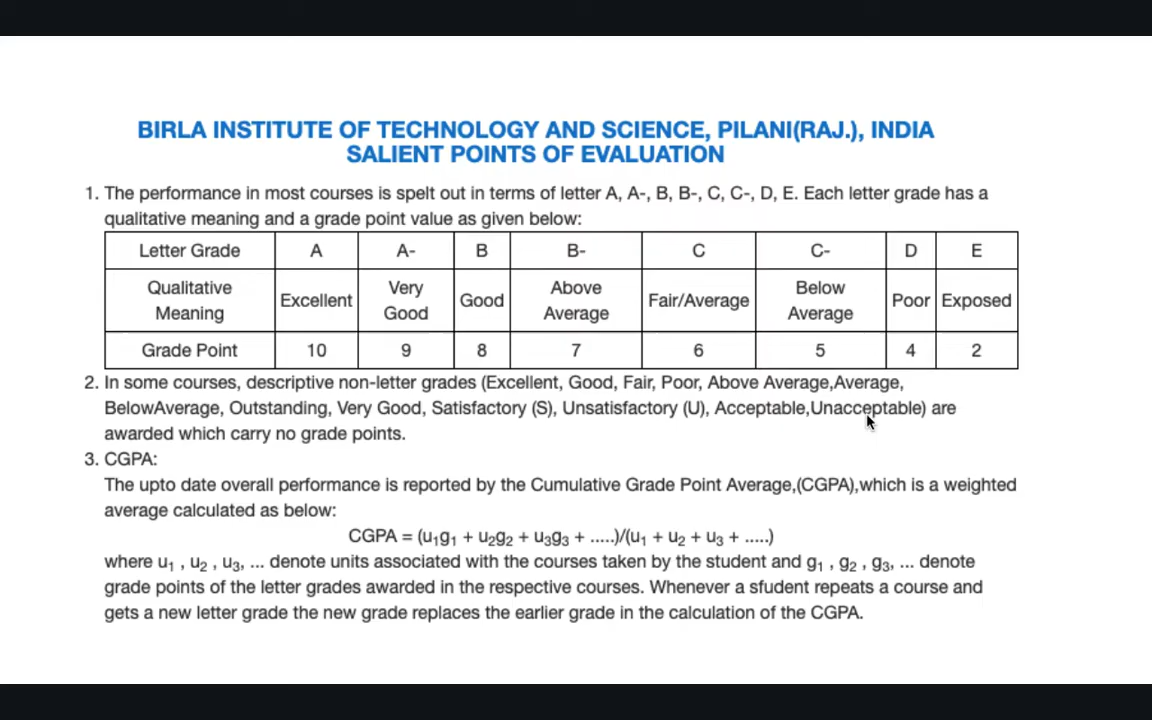 BIRLA INSTITUTE OF TECHNOLOGY AND SCIENCE, PILANI(RAJ.), INDIA
SALIENT POINTS OF EVALUATION
1. The performance in most courses is spelt out in terms of letter A, A-, B, B-, C, C-, D, E. Each letter grade has a
qualitative meaning and a grade point value as given below:
Letter Grade A A- B B- C C- D E
Qualitative Meaning Excellent Very Good Good Above Average Fair/Average Below Average Poor Exposed
Grade Point 10 9 8 7 6 5 4 2
2. In some courses, descriptive non-letter grades (Excellent, Good, Fair, Poor, Above Average,Average,
BelowAverage, Outstanding, Very Good, Satisfactory (S), Unsatisfactory (U), Acceptable,Unacceptable) are
awarded which carry no grade points.
3. CGPA:
The upto date overall performance is reported by the Cumulative Grade Point Average,(CGPA),which is a weighted
average calculated as below:
CGPA = (u₁g₁ + u₂g₂ + u₃g₃ + .....)/(u₁ + u₂ + u₃ + .....)
where u₁ , u₂ , u₃, ... denote units associated with the courses taken by the student and g₁ , g₂ , g₃, ... denote
grade points of the letter grades awarded in the respective courses. Whenever a sfudent repeats a course and
gets a new letter grade the new grade replaces the earlier grade in the calculation of the CGPA.